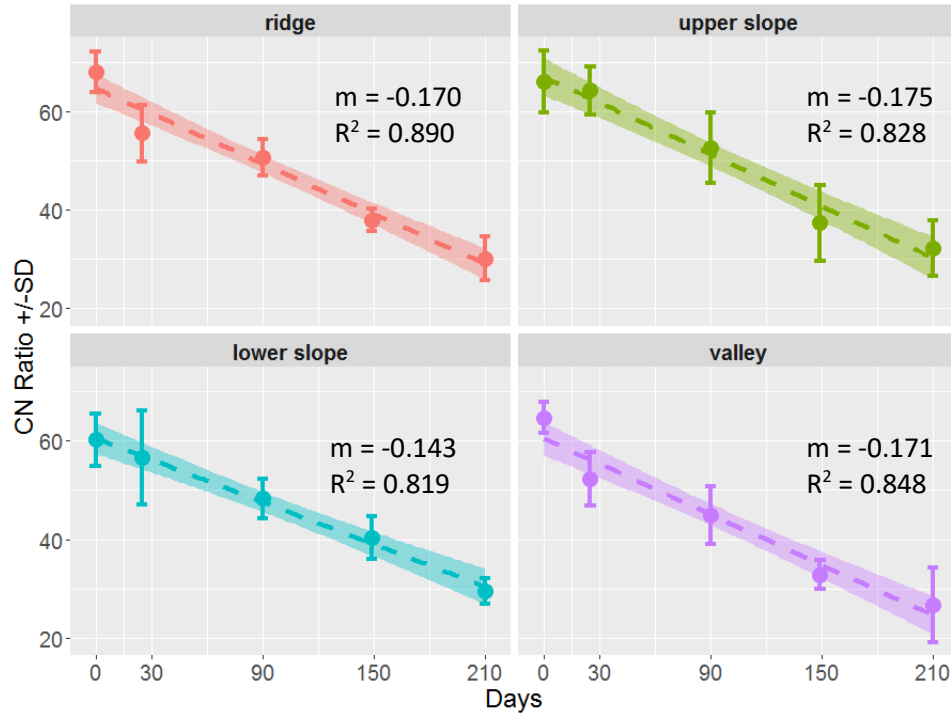 ridge
upper slope
m = -0.170
R² = 0.890
m = -0.175
R² = 0.828
60
40
20
lower slope
valley
m = -0.143
R² = 0.819
m = -0.171
R² = 0.848
60
40
20
CN Ratio +/-SD
0 30 90 150 210
0 30 90 150 210
Days